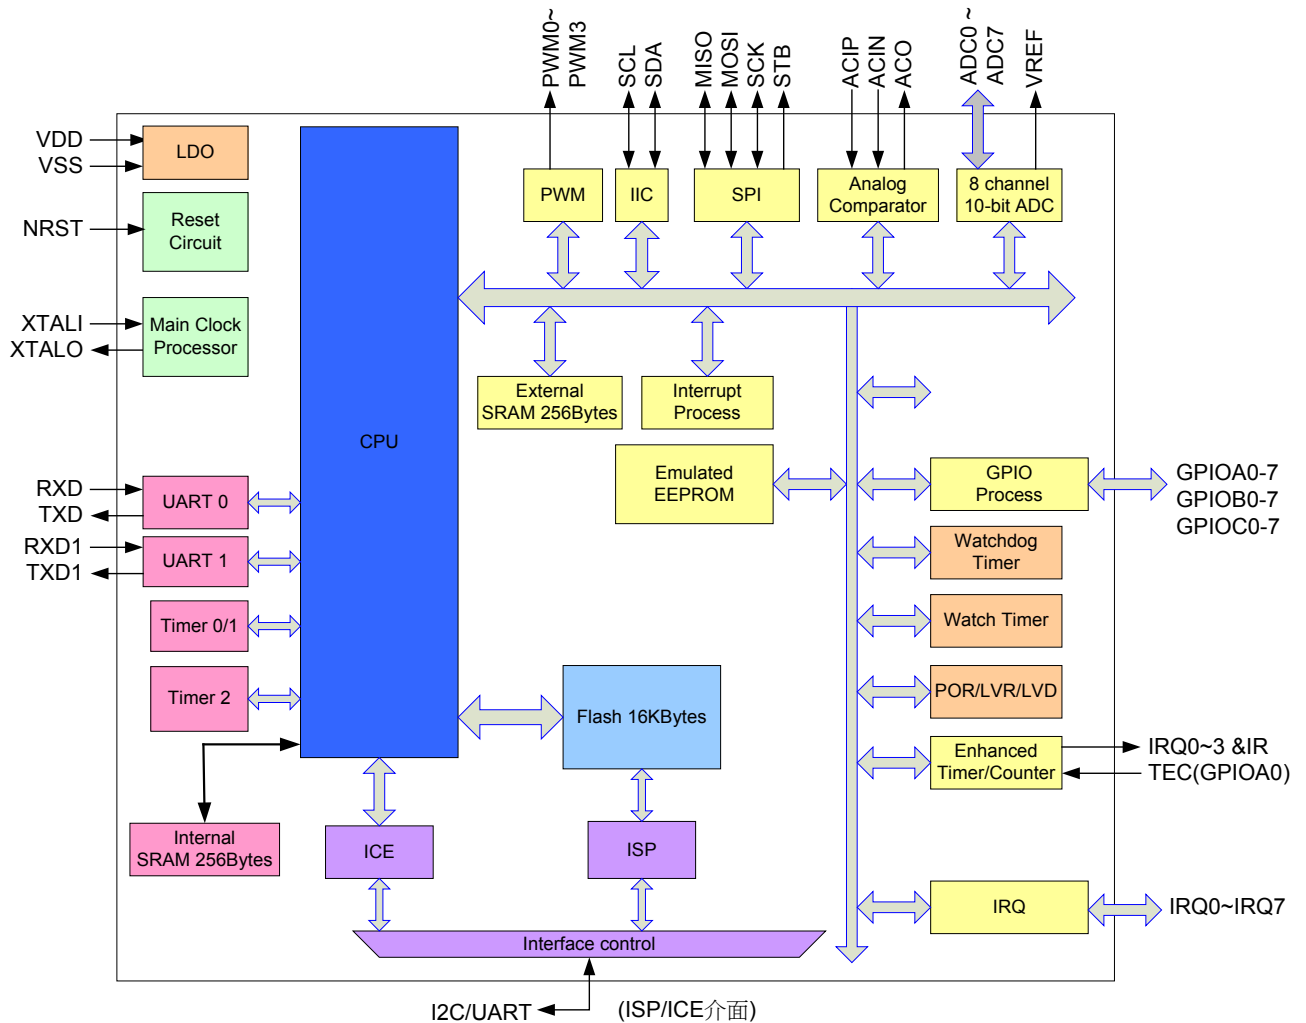 PWM0~
PWM3
SCL
SDA
MISO
MOSI
SCK
STB
ACIP
ACIN
ACO
ADC0~
ADC7
VREF
VDD
VSS
LDO
NRST
Reset
Circuit
XTALI
XTALO
Main Clock
Processor
CPU
PWM
IIC
SPI
Analog
Comparator
8 channel
10-bit ADC
External
SRAM 256Bytes
Interrupt
Process
Emulated
EEPROM
GPIO
Process
GPIOA0-7
GPIOB0-7
GPIOC0-7
RXD
TXD
UART 0
RXD1
TXD1
UART 1
Watchdog
Timer
Timer 0/1
Watch Timer
Timer 2
Flash 16KBytes
POR/LVR/LVD
Enhanced
Timer/Counter
IRQ0~3 &IR
TEC(GPIOA0)
Internal
SRAM 256Bytes
ICE
ISP
IRQ
IRQ0~IRQ7
Interface control
I2C/UART
(ISP/ICE介面)